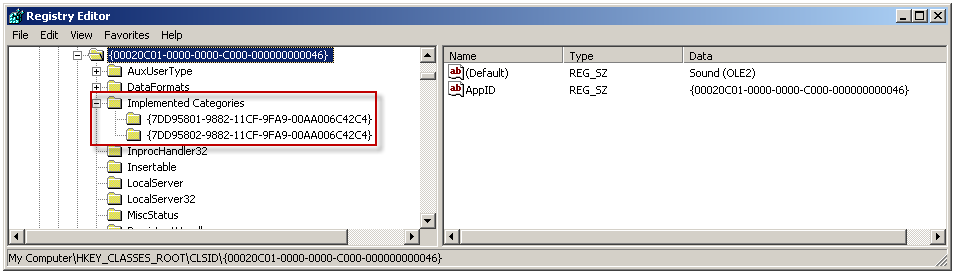 Registry Editor
File Edit View Favorites Help
{00020C01-0000-0000-C000-000000000046}
AuxUserType
DataFormats
Implemented Categories
{7DD95801-9882-11CF-9FA9-00AA006C42C4}
{7DD95802-9882-11CF-9FA9-00AA006C42C4}
InprocHandler32
Insertable
LocalServer
LocalServer32
MiscStatus
Name Type Data
(Default) REG_SZ Sound (OLE2)
AppID REG_SZ {00020C01-0000-0000-C000-000000000046}
My Computer\HKEY_CLASSES_ROOT\CLSID\{00020C01-0000-0000-C000-000000000046}